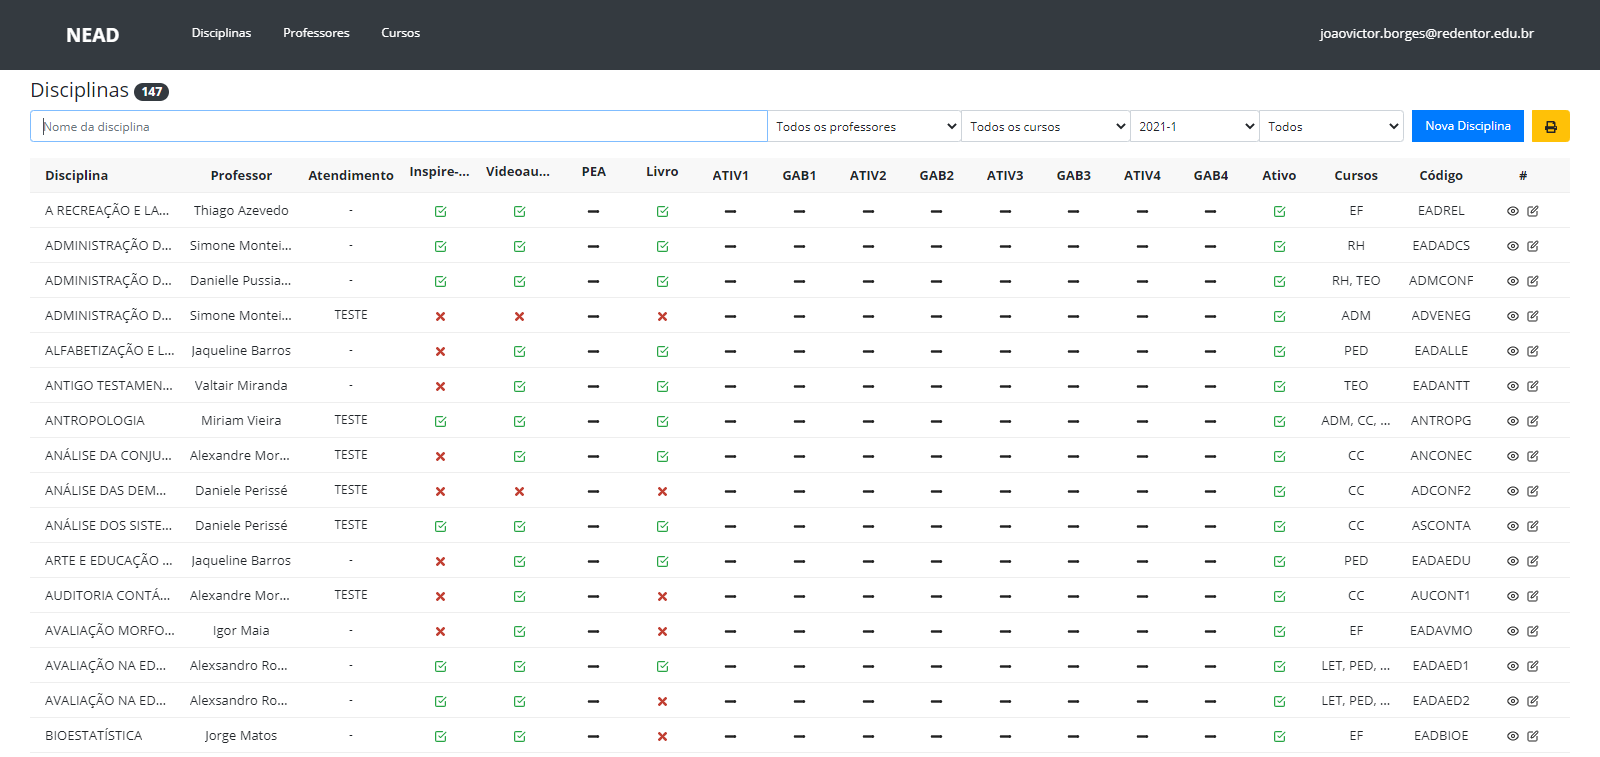 NEAD Disciplinas Professores Cursos joaovictor.borges@redentor.edu.br
Disciplinas 147
Nome da disciplina Todos os professores Todos os cursos 2021-1 Todos Nova Disciplina
Disciplina Professor Atendimento Inspire-... Videoau... PEA Livro ATIV1 GAB1 ATIV2 GAB2 ATIV3 GAB3 ATIV4 GAB4 Ativo Cursos Código #
A RECREAÇÃO E LA... Thiago Azevedo - EF EADREL
ADMINISTRAÇÃO D... Simone Montei... - RH EADADCS
ADMINISTRAÇÃO D... Danielle Pussia... - RH, TEO ADMCONF
ADMINISTRAÇÃO D... Simone Montei... TESTE ADM ADVENEG
ALFABETIZAÇÃO E L... Jaqueline Barros - PED EADALLE
ANTIGO TESTAMEN... Valtair Miranda - TEO EADANTT
ANTROPOLOGIA Miriam Vieira TESTE ADM, CC, ... ANTROPG
ANÁLISE DA CONJU... Alexandre Mor... TESTE CC ANCONEC
ANÁLISE DAS DEM... Daniele Perissé TESTE CC ADCONF2
ANÁLISE DOS SISTE... Daniele Perissé TESTE CC ASCONTA
ARTE E EDUCAÇÃO ... Jaqueline Barros - PED EADAEDU
AUDITORIA CONTÁ... Alexandre Mor... TESTE CC AUCONT1
AVALIAÇÃO MORFO... Igor Maia - EF EADAVMO
AVALIAÇÃO NA ED... Alexsandro Ro... - LET, PED, ... EADAED1
AVALIAÇÃO NA ED... Alexsandro Ro... - LET, PED, ... EADAED2
BIOESTATÍSTICA Jorge Matos - EF EADBIOE